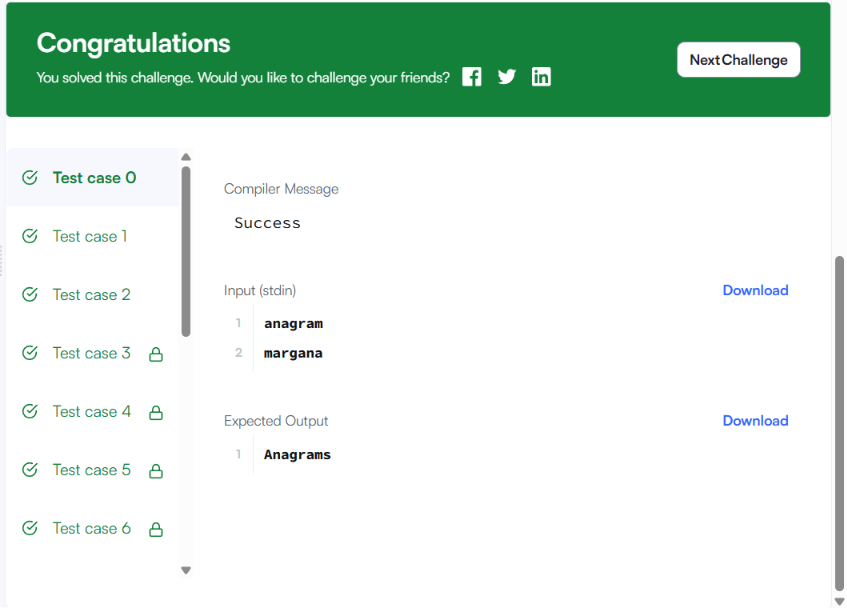 Congratulations
You solved this challenge. Would you like to challenge your friends?
Next Challenge
Test case 0
Test case 1
Test case 2
Test case 3
Test case 4
Test case 5
Test case 6
Compiler Message
Success
Input (stdin)
Download
1 anagram
2 margana
Expected Output
Download
1 Anagrams